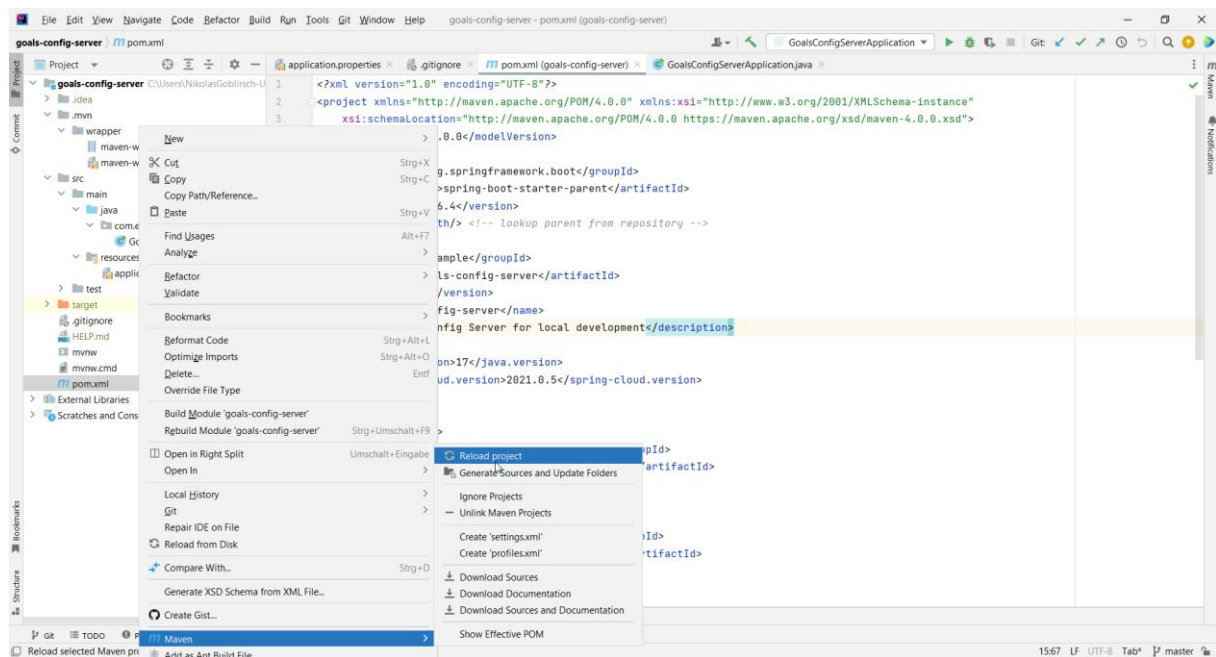 File Edit View Navigate Code Refactor Build Run Tools Git Window Help goals-config-server - pom.xml (goals-config-server)
goals-config-server pom.xml GoalsConfigServerApplication Git:
Project application.properties .gitignore pom.xml (goals-config-server) GoalsConfigServerApplication.java
Project
Commit
Bookmarks
Structure
Maven
Notifications
goals-config-server C:\Users\NikolasGoblirsch-U
.idea
.mvn
wrapper
maven-w
maven-w
src
main
java
com.e
Go
resources
applic
test
target
.gitignore
HELP.md
mvnw
mvnw.cmd
pom.xml
External Libraries
Scratches and Cons
1 <?xml version="1.0" encoding="UTF-8"?>
2 <project xmlns="http://maven.apache.org/POM/4.0.0" xmlns:xsi="http://www.w3.org/2001/XMLSchema-instance"
3 xsi:schemaLocation="http://maven.apache.org/POM/4.0.0 https://maven.apache.org/xsd/maven-4.0.0.xsd">
.0.0</modelVersion>
g.springframework.boot</groupId>
>spring-boot-starter-parent</artifactId>
6.4</version>
th/> <!-- lookup parent from repository -->
ample</groupId>
ls-config-server</artifactId>
/version>
fig-server</name>
nfig Server for local development</description>
on>17</java.version>
ud.version>2021.0.5</spring-cloud.version>
>
upId>
artifactId>
pId>
tifactId>
New
Cut Strg+X
Copy Strg+C
Copy Path/Reference...
Paste Strg+V
Find Usages Alt+F7
Analyze
Refactor
Validate
Bookmarks
Reformat Code Strg+Alt+L
Optimize Imports Strg+Alt+O
Delete... Entf
Override File Type
Build Module 'goals-config-server'
Rebuild Module 'goals-config-server' Strg+Umschalt+F9
Open in Right Split Umschalt+Eingabe
Open In
Local History
Git
Repair IDE on File
Reload from Disk
Compare With... Strg+D
Generate XSD Schema from XML File...
Create Gist...
Maven
Add as Ant Build File
Reload project
Generate Sources and Update Folders
Ignore Projects
Unlink Maven Projects
Create 'settings.xml'
Create 'profiles.xml'
Download Sources
Download Documentation
Download Sources and Documentation
Show Effective POM
Git TODO P
Reload selected Maven pro 15:67 LF UTF-8 Tab* master